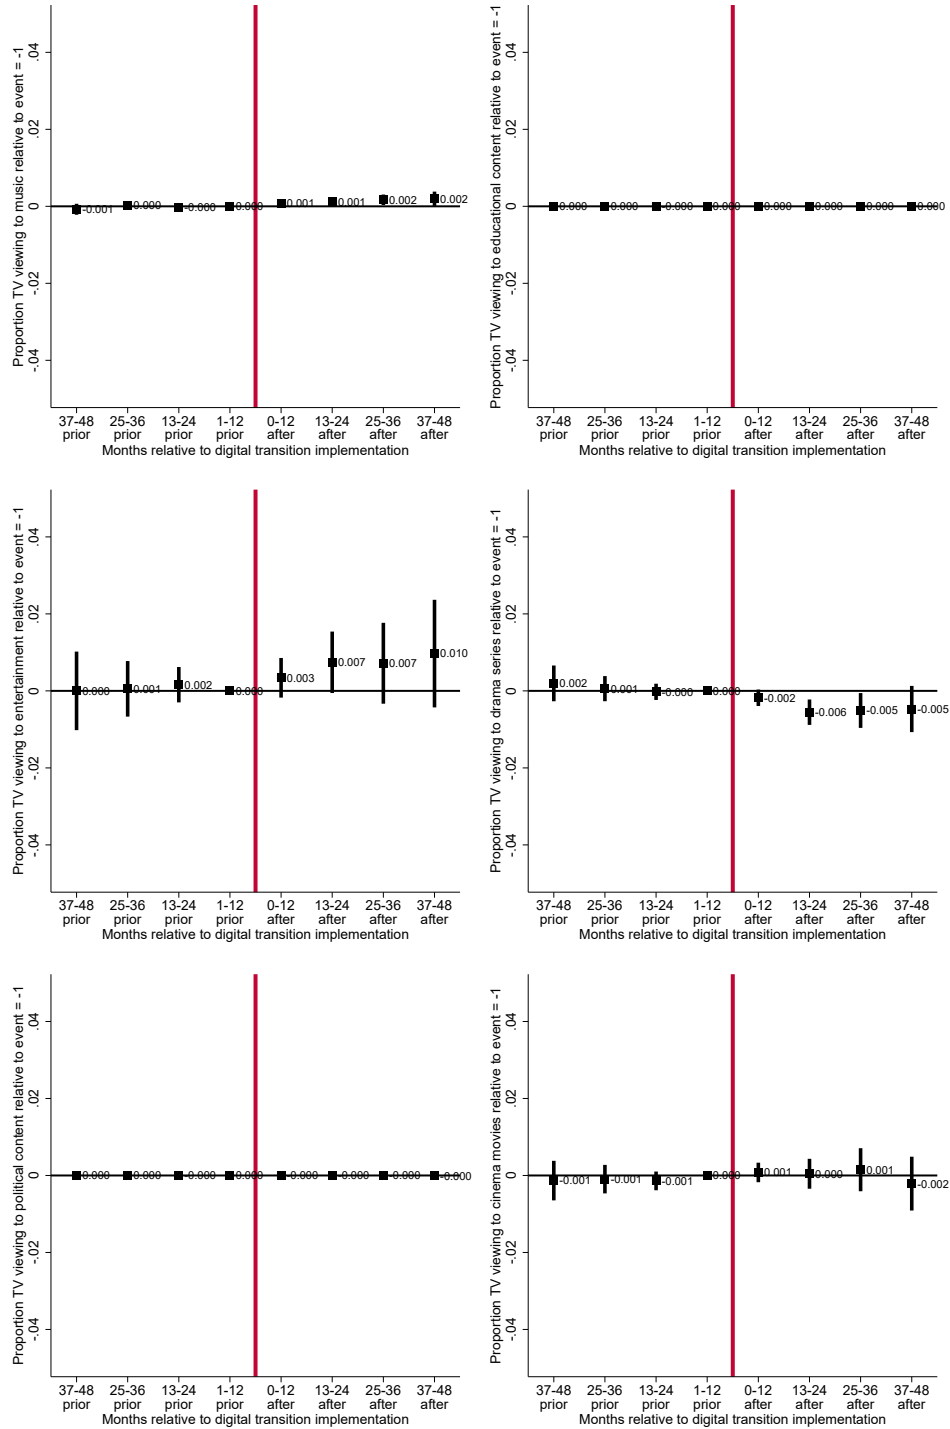 Proportion TV viewing to music relative to event = -1
.04
.02
0
-.02
-.04
-0.001
0.000
-0.000
0.000
0.001
0.001
0.002
0.002
37-48 prior
25-36 prior
13-24 prior
1-12 prior
0-12 after
13-24 after
25-36 after
37-48 after
Months relative to digital transition implementation
Proportion TV viewing to educational content relative to event = -1
.04
.02
0
-.02
-.04
0.000
0.000
-0.000
0.000
0.000
0.000
0.000
0.000
37-48 prior
25-36 prior
13-24 prior
1-12 prior
0-12 after
13-24 after
25-36 after
37-48 after
Months relative to digital transition implementation
Proportion TV viewing to entertainment relative to event = -1
.04
.02
0
-.02
-.04
0.000
0.001
0.002
0.000
0.003
0.007
0.007
0.010
37-48 prior
25-36 prior
13-24 prior
1-12 prior
0-12 after
13-24 after
25-36 after
37-48 after
Months relative to digital transition implementation
Proportion TV viewing to drama series relative to event = -1
.04
.02
0
-.02
-.04
0.002
0.001
-0.000
0.000
-0.002
-0.006
-0.005
-0.005
37-48 prior
25-36 prior
13-24 prior
1-12 prior
0-12 after
13-24 after
25-36 after
37-48 after
Months relative to digital transition implementation
Proportion TV viewing to political content relative to event = -1
.04
.02
0
-.02
-.04
0.000
0.000
-0.000
0.000
-0.000
-0.000
-0.000
-0.000
37-48 prior
25-36 prior
13-24 prior
1-12 prior
0-12 after
13-24 after
25-36 after
37-48 after
Months relative to digital transition implementation
Proportion TV viewing to cinema movies relative to event = -1
.04
.02
0
-.02
-.04
-0.001
-0.001
-0.001
0.000
0.001
0.000
0.001
-0.002
37-48 prior
25-36 prior
13-24 prior
1-12 prior
0-12 after
13-24 after
25-36 after
37-48 after
Months relative to digital transition implementation